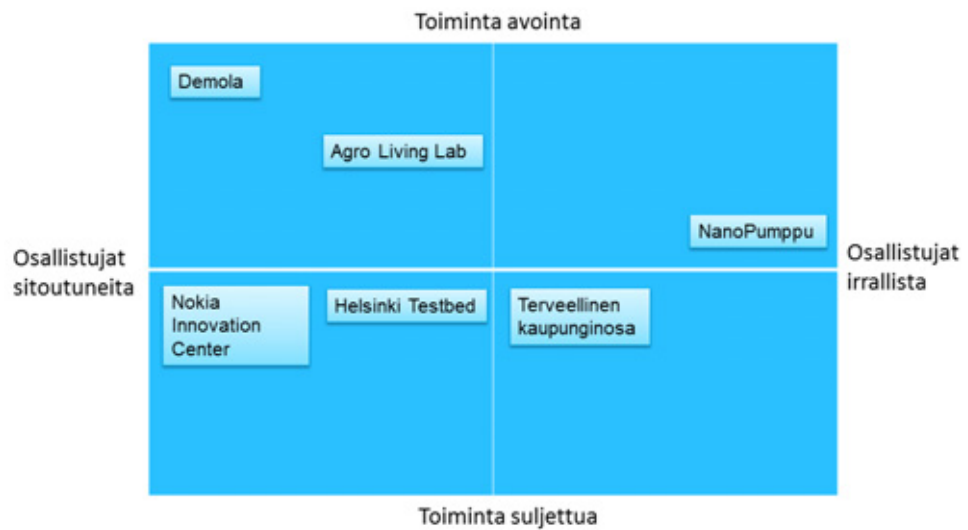 Toiminta avointa
Demola
Agro Living Lab
NanoPumppu
Osallistujat
sitoutuneita
Osallistujat
irrallista
Nokia
Innovation
Center
Helsinki Testbed
Terveellinen
kaupunginosa
Toiminta suljettua